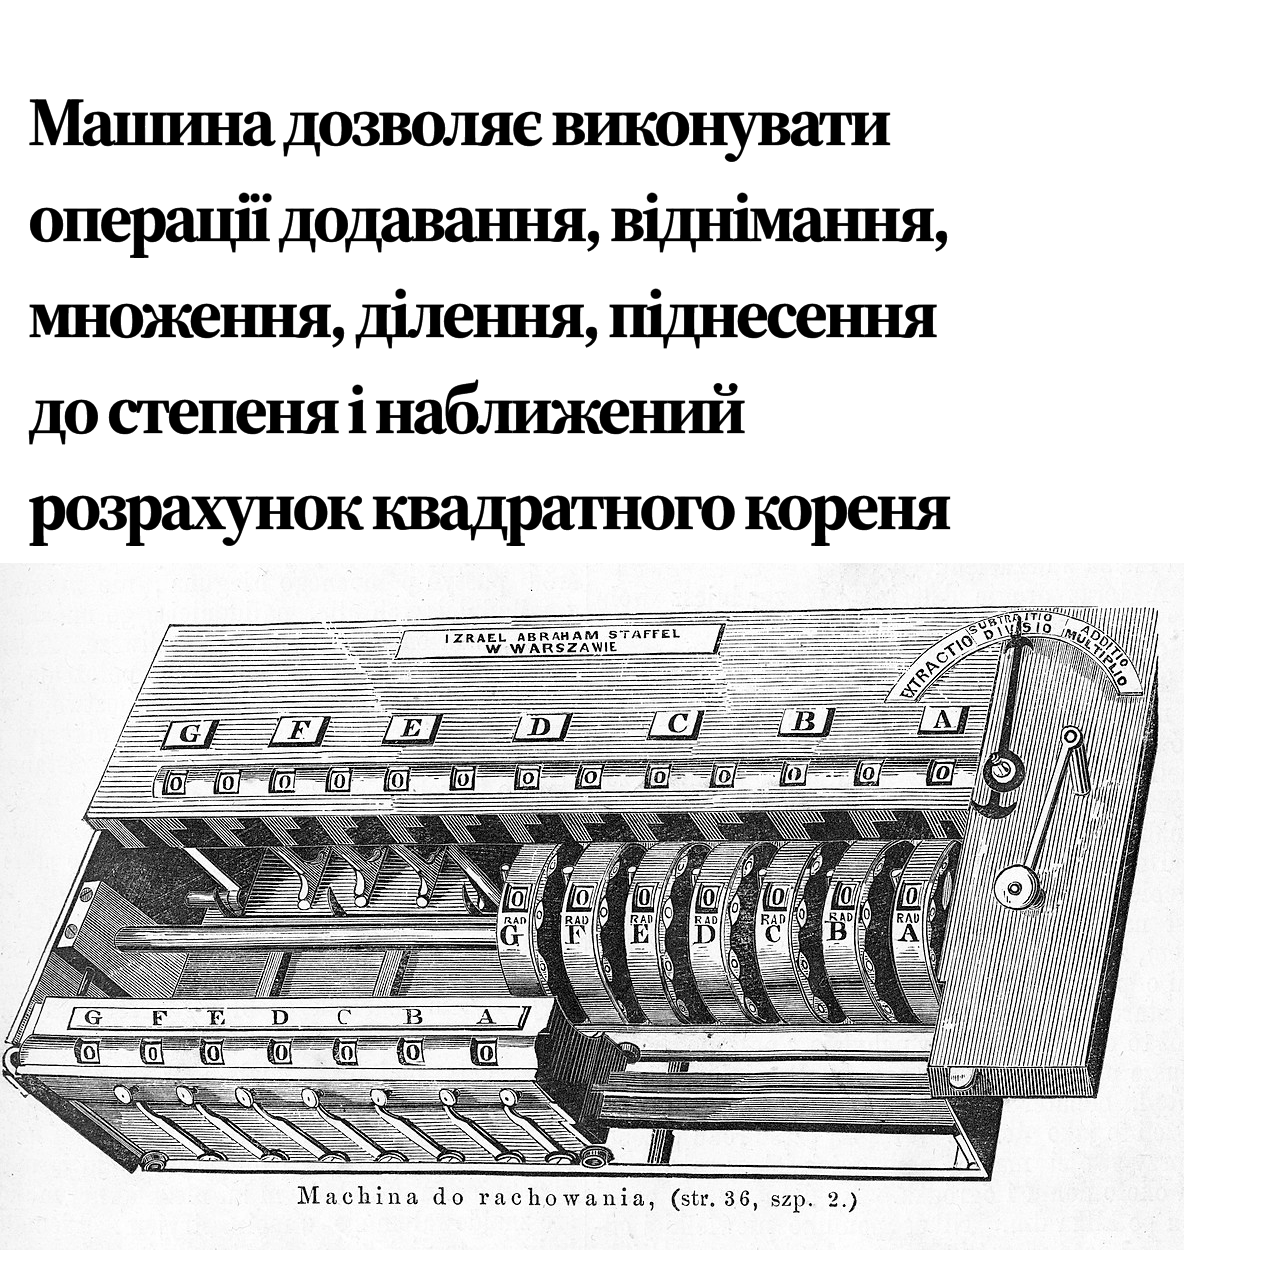 Машина дозволяє виконувати
операції додавання, віднімання,
множення, ділення, піднесення
до степеня і наближений
розрахунок квадратного кореня
IZRAEL ABRAHAM STAFFEL
W WARSZAWIE
SUBTRAITIO ADDITIO
EXTRACTIO DIVISIO MULTIPLIO
G F E D C B A
0 0 0 0 0 0 0 0 0 0 0 0 0
0 0 0 0 0 0 0
RAD RAD RAD RAD RAD RAD RAD
G F E D C B A
G F E D C B A
0 0 0 0 0 0 0
Machina do rachowania, (str. 36, szp. 2.)